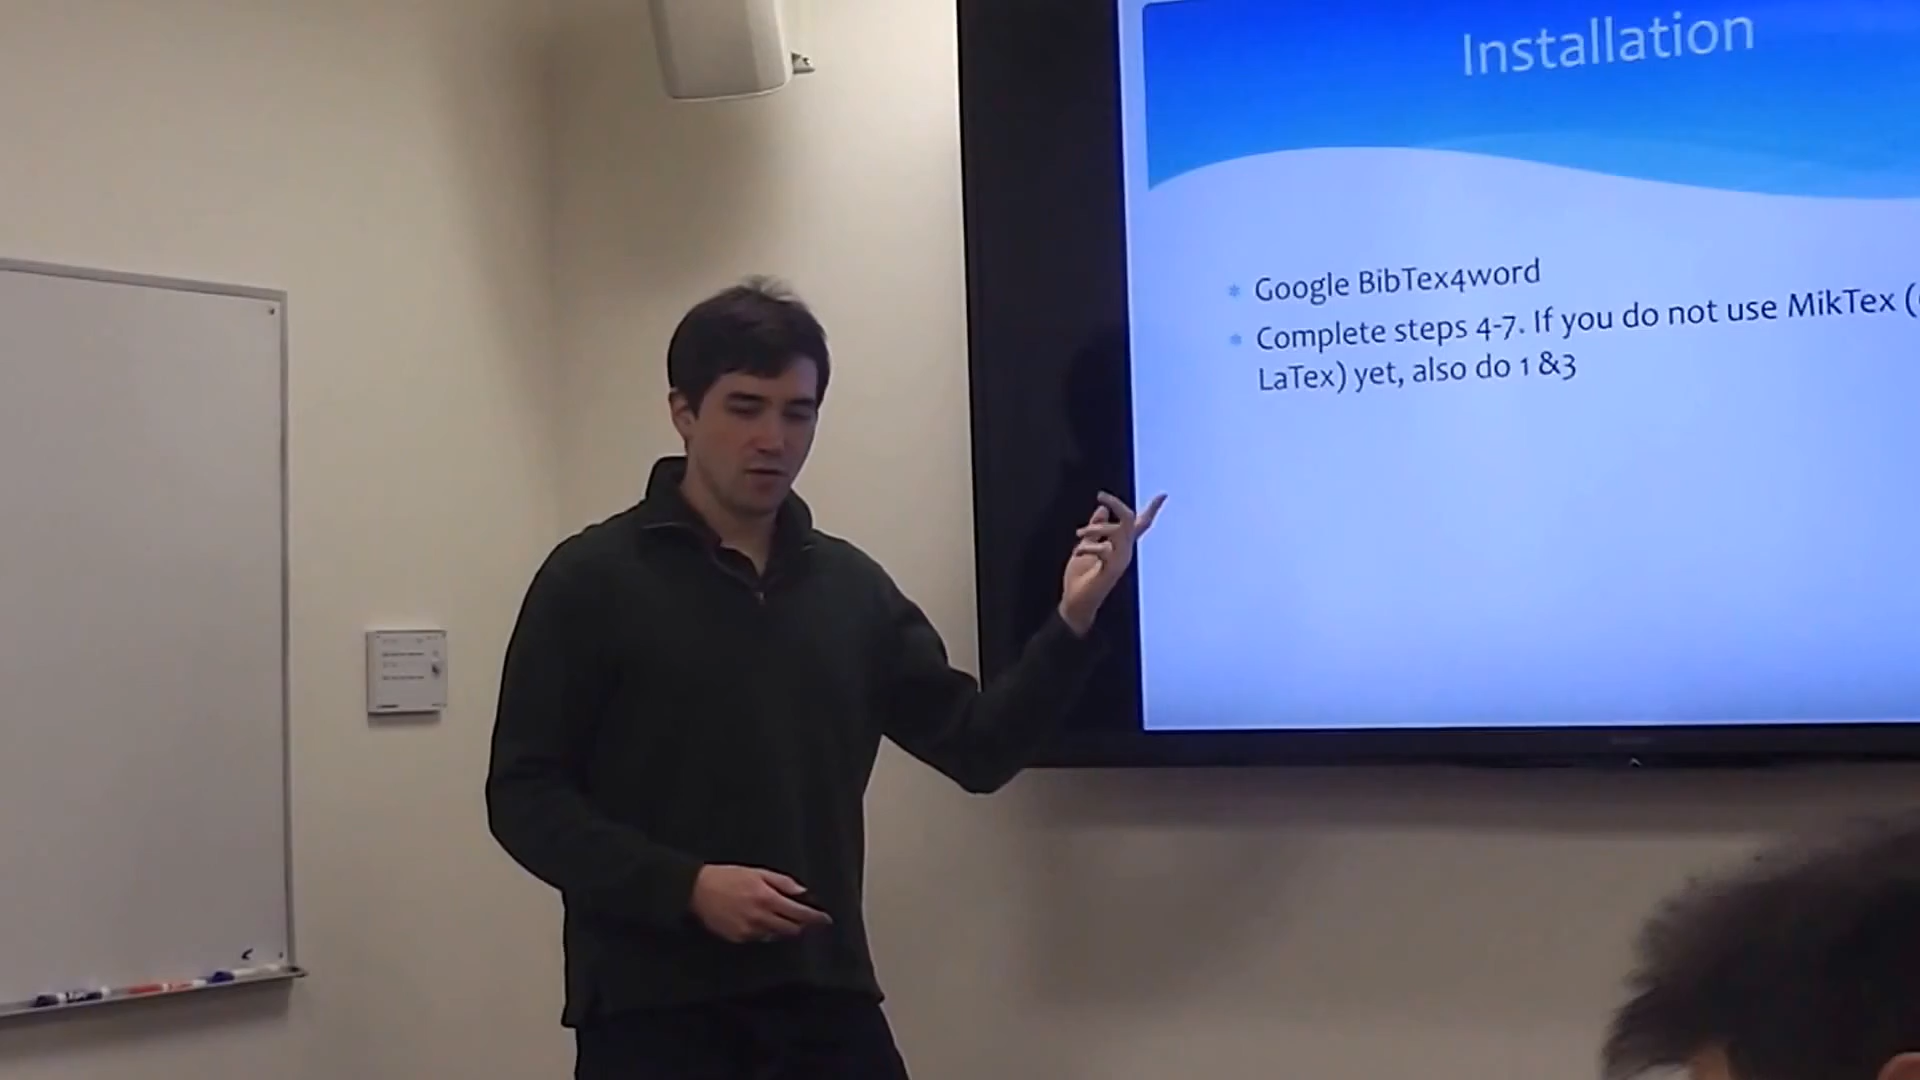 Installation
Google BibTex4word
Complete steps 4-7. If you do not use MikTex (
LaTex) yet, also do 1 &3